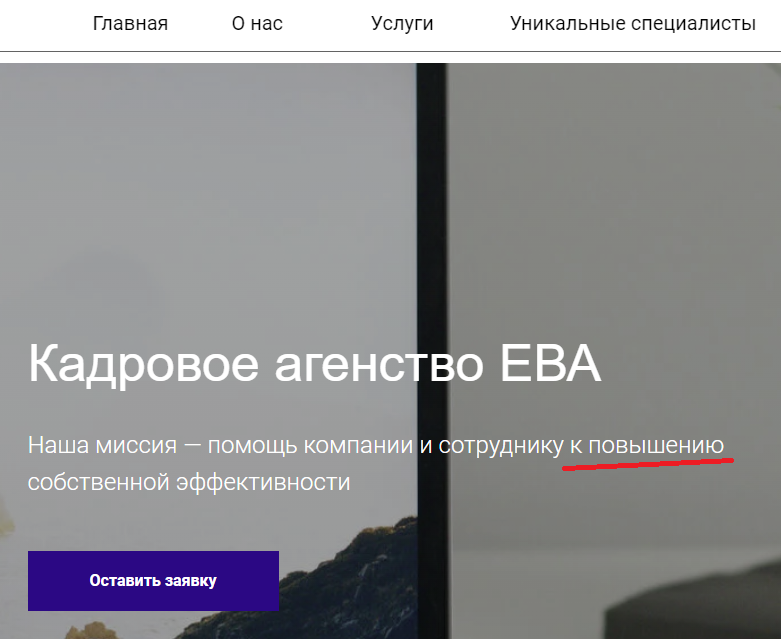 Главная О нас Услуги Уникальные специалисты
Кадровое агенство ЕВА
Наша миссия — помощь компании и сотруднику к повышению
собственной эффективности
Оставить заявку